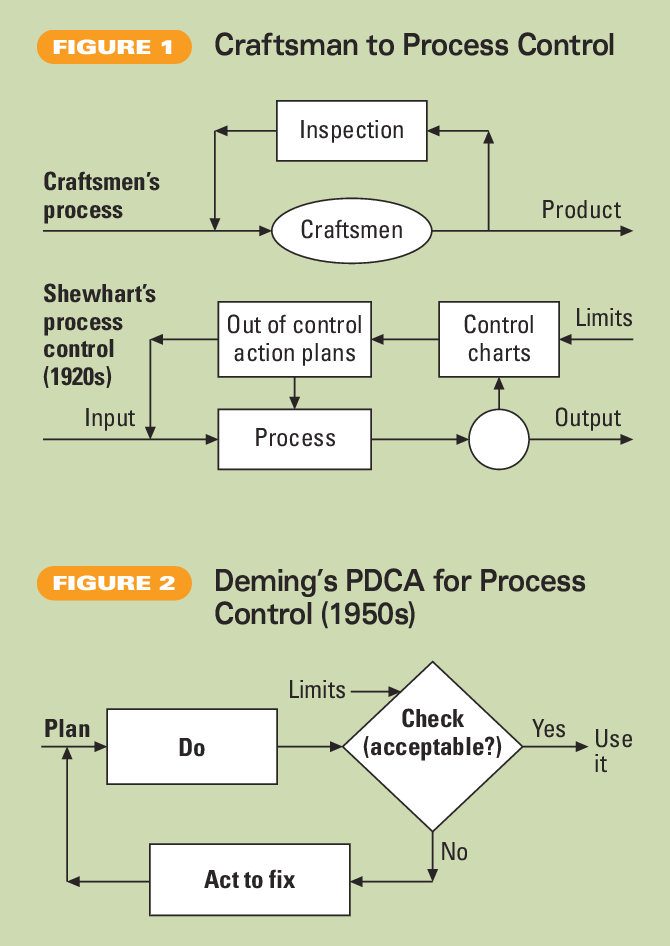 FIGURE 1
Craftsman to Process Control
Inspection
Craftsmen's
process
Craftsmen
Product
Shewhart's
process
control
(1920s)
Out of control
action plans
Control
charts
Limits
Input
Process
Output
FIGURE 2
Deming's PDCA for Process
Control (1950s)
Limits
Check
(acceptable?)
Plan
Do
Yes
Use
it
No
Act to fix